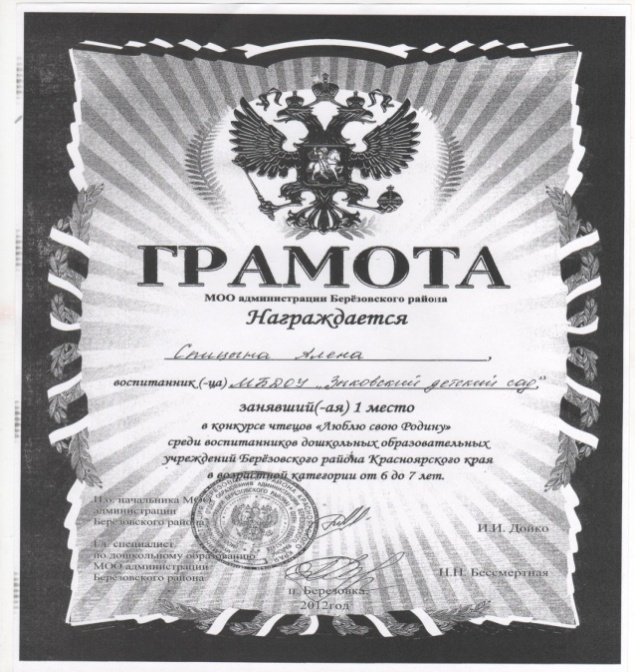 ГРАМОТА
МОО администрации Берёзовского района
Награждается
Спицына Алена,
воспитанник (-ца) МБДОУ „Зыковский детский сад"
занявший(-ая) 1 место
в конкурсе чтецов «Люблю свою Родину»
среди воспитанников дошкольных образовательных
учреждений Берёзовского района Красноярского края
в возрастной категории от 6 до 7 лет.
И.о. начальника МОО
администрации
Берёзовского района
И.И. Дойко
Гл. специалист
по дошкольному образованию
МОО администрации
Берёзовского района
Н.Н. Бессмертная
п. Березовка.
2012год